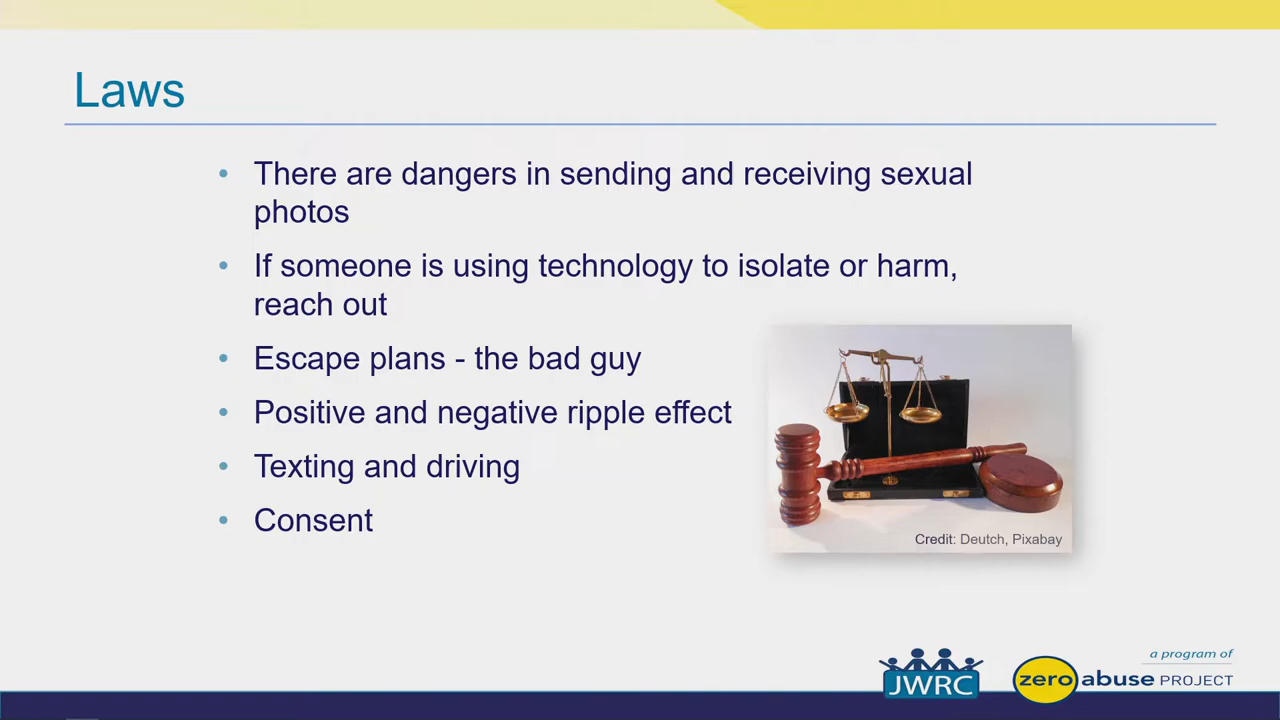 Laws
• There are dangers in sending and receiving sexual
photos
• If someone is using technology to isolate or harm,
reach out
• Escape plans - the bad guy
• Positive and negative ripple effect
• Texting and driving
• Consent
Credit: Deutch, Pixabay
JWRC
a program of
zeroabuse PROJECT